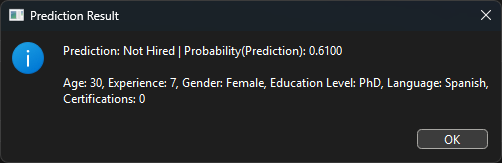 Prediction Result
Prediction: Not Hired | Probability(Prediction): 0.6100
Age: 30, Experience: 7, Gender: Female, Education Level: PhD, Language: Spanish,
Certifications: 0
OK